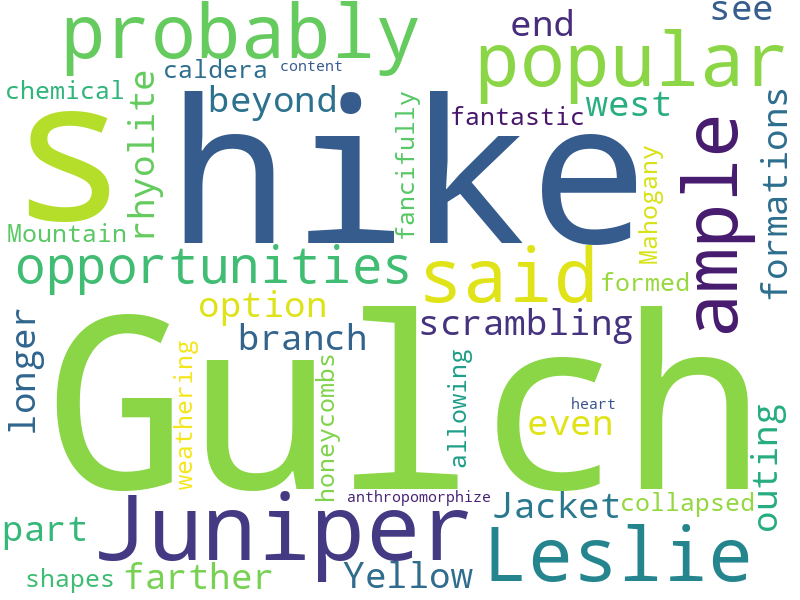 probably
end
see
popular
caldera
content
chemical
beyond
fantastic
west
s
hike
rhyolite
fancifully
ample
formations
Mahogany
Mountain
opportunities
said
formed
option
branch
scrambling
longer
Gulch
weathering
honeycombs
allowing
heart
even
outing
Juniper
anthropomorphize
Jacket
collapsed
part
Leslie
shapes
farther
Yellow